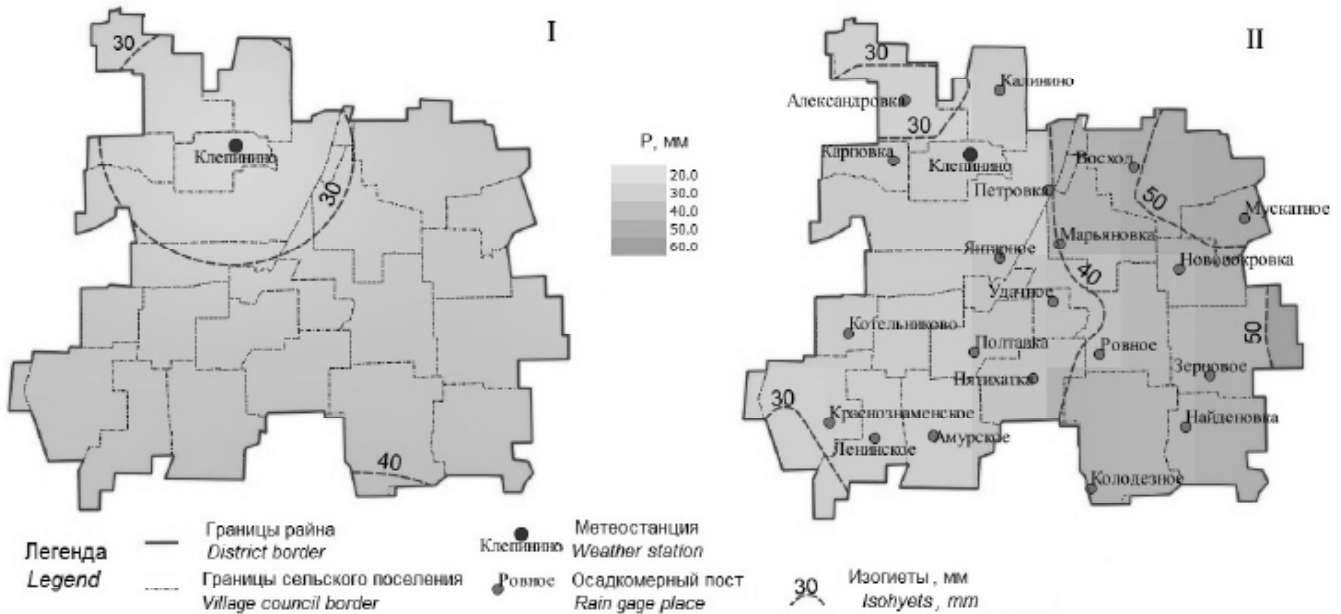 30
I
II
30
Калинино
Александровка
30
Р, мм
20.0
30.0
40.0
50.0
60.0
Клепинино
30
Карповка
Клепинино
Восход
Петровка
50
Мускатное
Марьяновка
Янтарное
40
Новопокровка
Удачное
Котельниково
Полтавка
Ровное
50
Пятихатка
Зерновое
30
Краснознаменское
Найденовка
Ленинское
Амурское
40
Колодезное
Легенда
Legend
Границы райна
District border
Границы сельского поселения
Village council border
Клепинино
Метеостанция
Weather station
Ровное
Осадкомерный пост
Rain gage place
30
Изогиеты, мм
Isohyets, mm